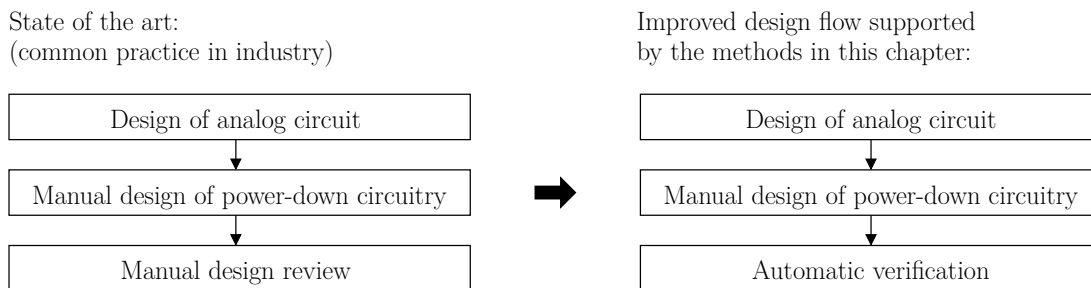 State of the art:
(common practice in industry)
Design of analog circuit
Manual design of power-down circuitry
Manual design review
Improved design flow supported
by the methods in this chapter:
Design of analog circuit
Manual design of power-down circuitry
Automatic verification